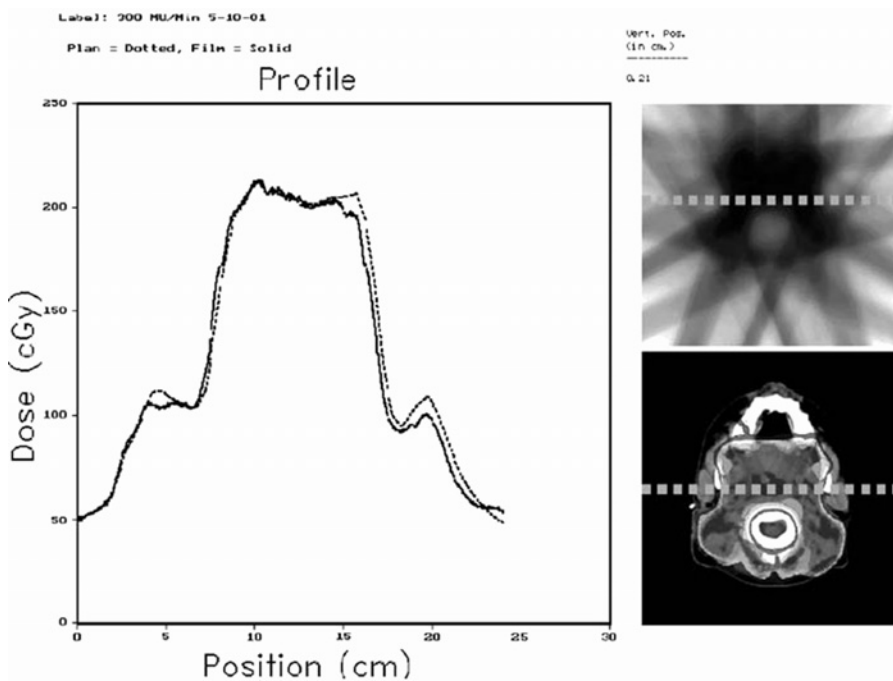 Label: 300 MU/Min 5-10-01
Plan = Dotted, Film = Solid
Vert. Pos.
(in cm.)
----------
0.21
Profile
250
200
150
100
50
0
0 5 10 15 20 25 30
Dose (cGy)
Position (cm)